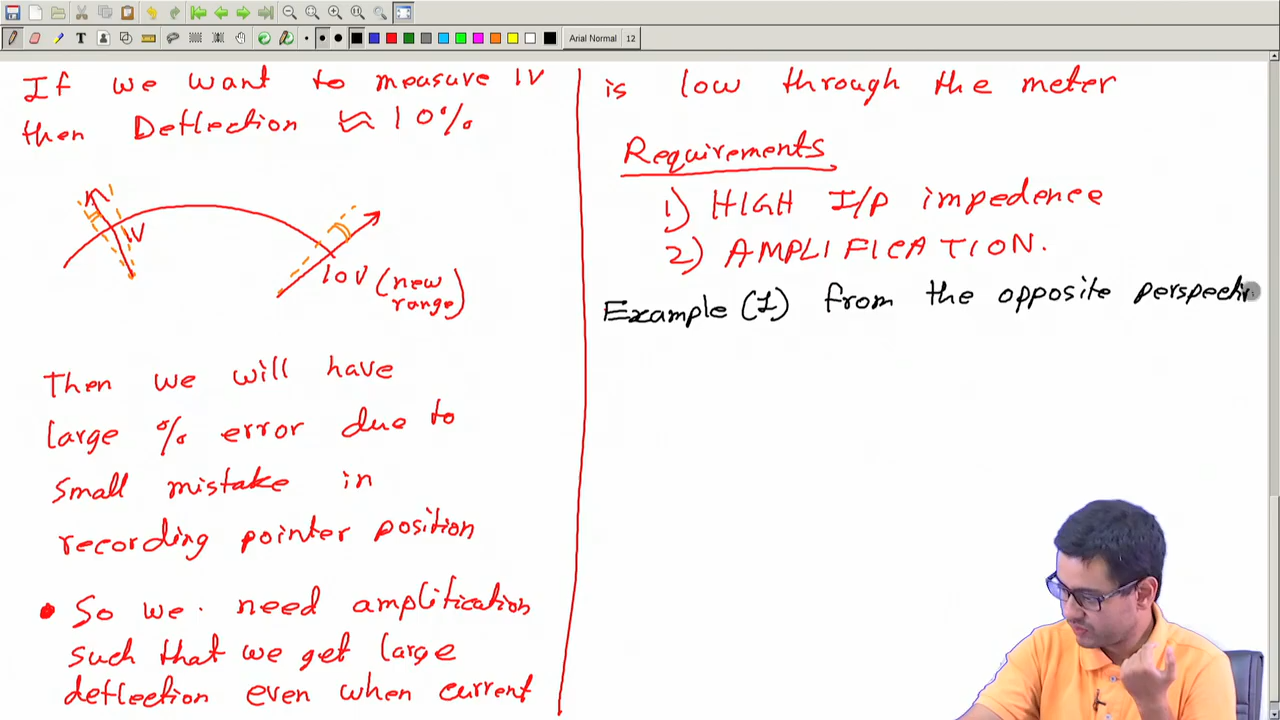 Arial Normal 12
If we want to measure 1V
then Deflection ≈ 10%
1V
10V (new
range)
Then we will have
large % error due to
small mistake in
recording pointer position
• So we need amplification
such that we get large
deflection even when current
is low through the meter
Requirements
1) HIGH I/P impedence
2) AMPLIFICATION.
Example (1) from the opposite perspectiv